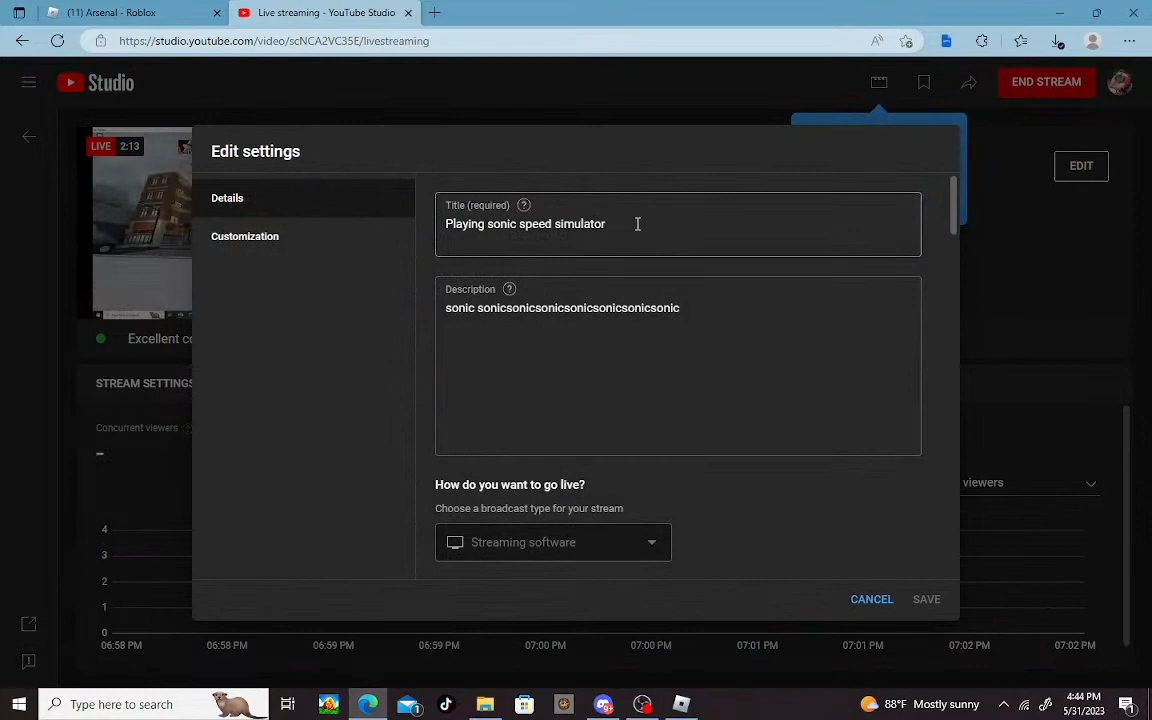 (11) Arsenal - Roblox
Live streaming - YouTube Studio
https://studio.youtube.com/video/scNCA2VC35E/livestreaming
Studio
END STREAM
LIVE 2:13
Edit settings
EDIT
Details
Customization
Title (required)
Playing sonic speed simulator
Description
sonic sonicsonicsonicsonicsonicsonicsonic
Excellent co
STREAM SETTINGS
Concurrent viewers
How do you want to go live?
Choose a broadcast type for your stream
viewers
Streaming software
4
3
2
1
0
CANCEL
SAVE
06:58 PM 06:58 PM 06:59 PM 06:59 PM 07:00 PM 07:00 PM 07:01 PM 07:01 PM 07:02 PM 07:02 PM
Type here to search
88°F Mostly sunny
4:44 PM
5/31/2023